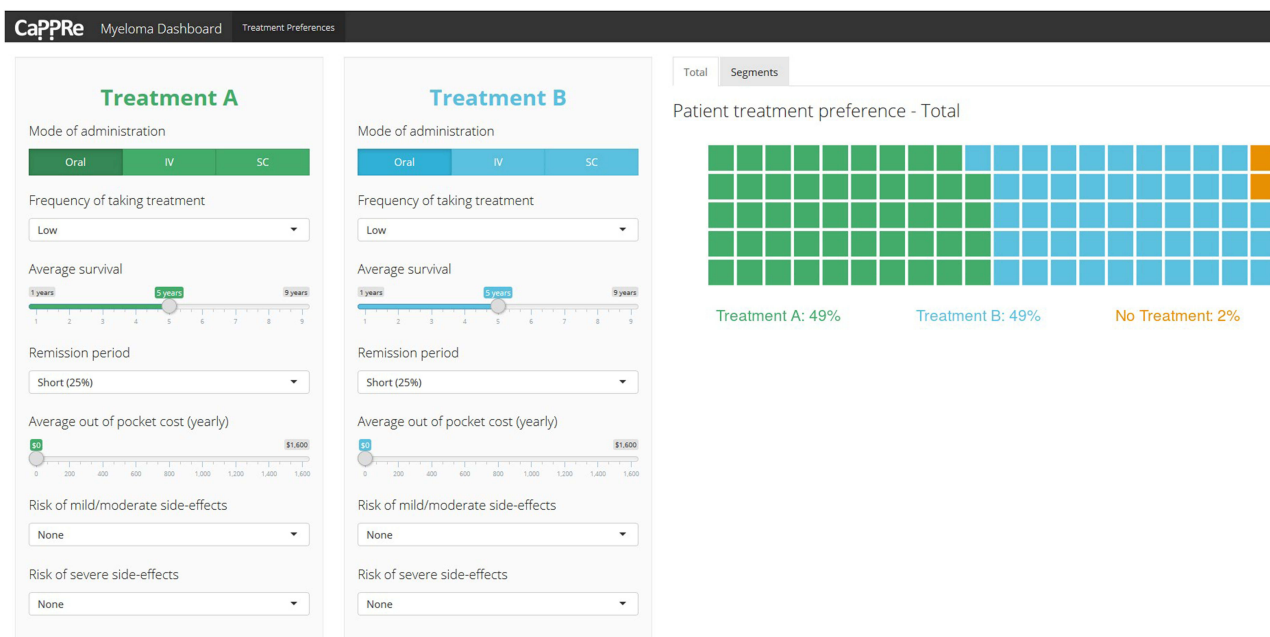 CaPPRe Myeloma Dashboard Treatment Preferences
Treatment A
Mode of administration
Oral IV SC
Frequency of taking treatment
Low
Average survival
1 years 5 years 9 years
1 2 3 4 5 6 7 8 9
Remission period
Short (25%)
Average out of pocket cost (yearly)
$0 $1,600
0 200 400 600 800 1,000 1,200 1,400 1,600
Risk of mild/moderate side-effects
None
Risk of severe side-effects
None
Treatment B
Mode of administration
Oral IV SC
Frequency of taking treatment
Low
Average survival
1 years 5 years 9 years
1 2 3 4 5 6 7 8 9
Remission period
Short (25%)
Average out of pocket cost (yearly)
$0 $1,600
0 200 400 600 800 1,000 1,200 1,400 1,600
Risk of mild/moderate side-effects
None
Risk of severe side-effects
None
Total Segments
Patient treatment preference - Total
Treatment A: 49% Treatment B: 49% No Treatment: 2%